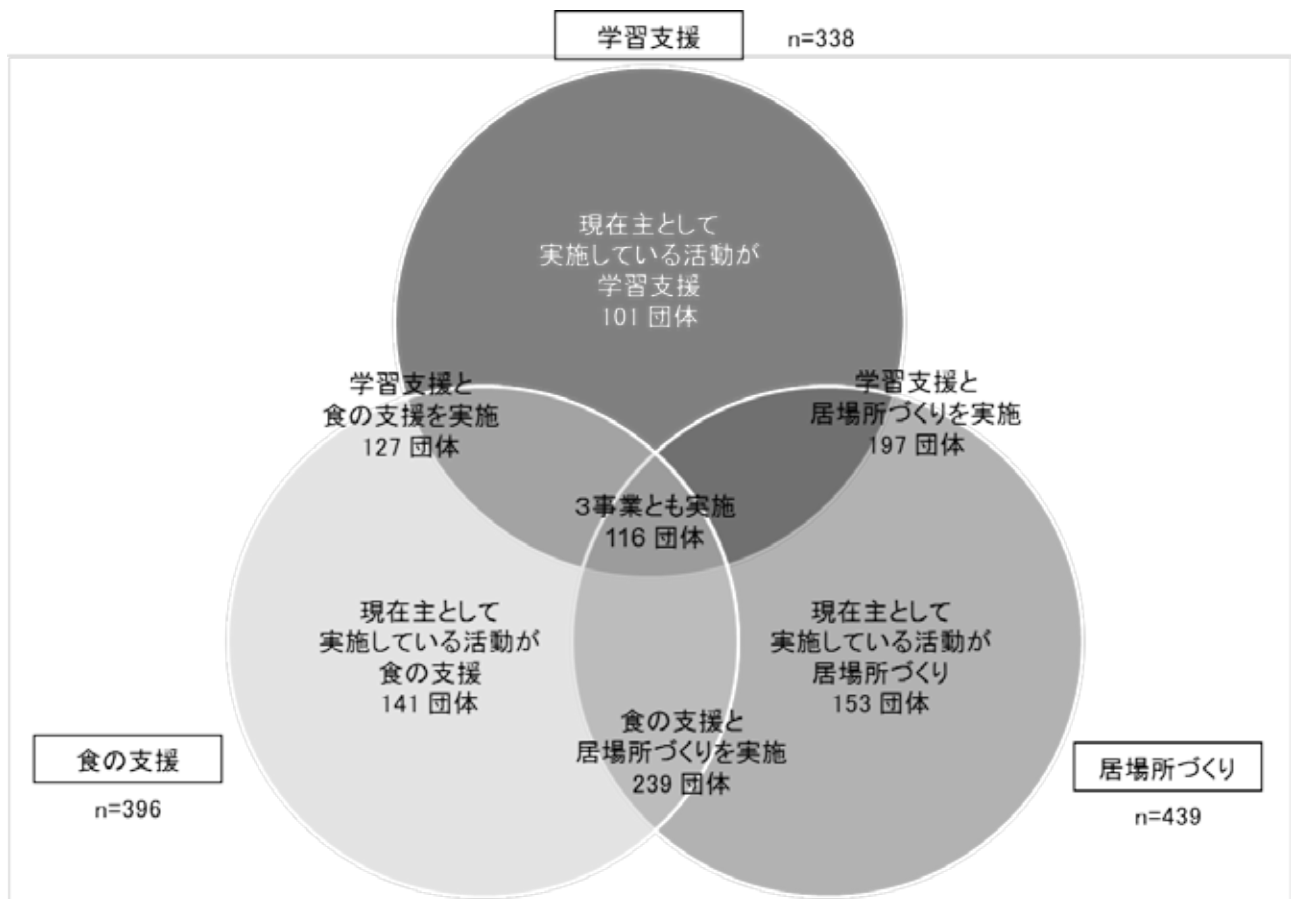 学習支援 n=338
現在主として
実施している活動が
学習支援
101 団体
学習支援と
食の支援を実施
127 団体
学習支援と
居場所づくりを実施
197 団体
３事業とも実施
116 団体
現在主として
実施している活動が
食の支援
141 団体
現在主として
実施している活動が
居場所づくり
153 団体
食の支援と
居場所づくりを実施
239 団体
食の支援
n=396
居場所づくり
n=439